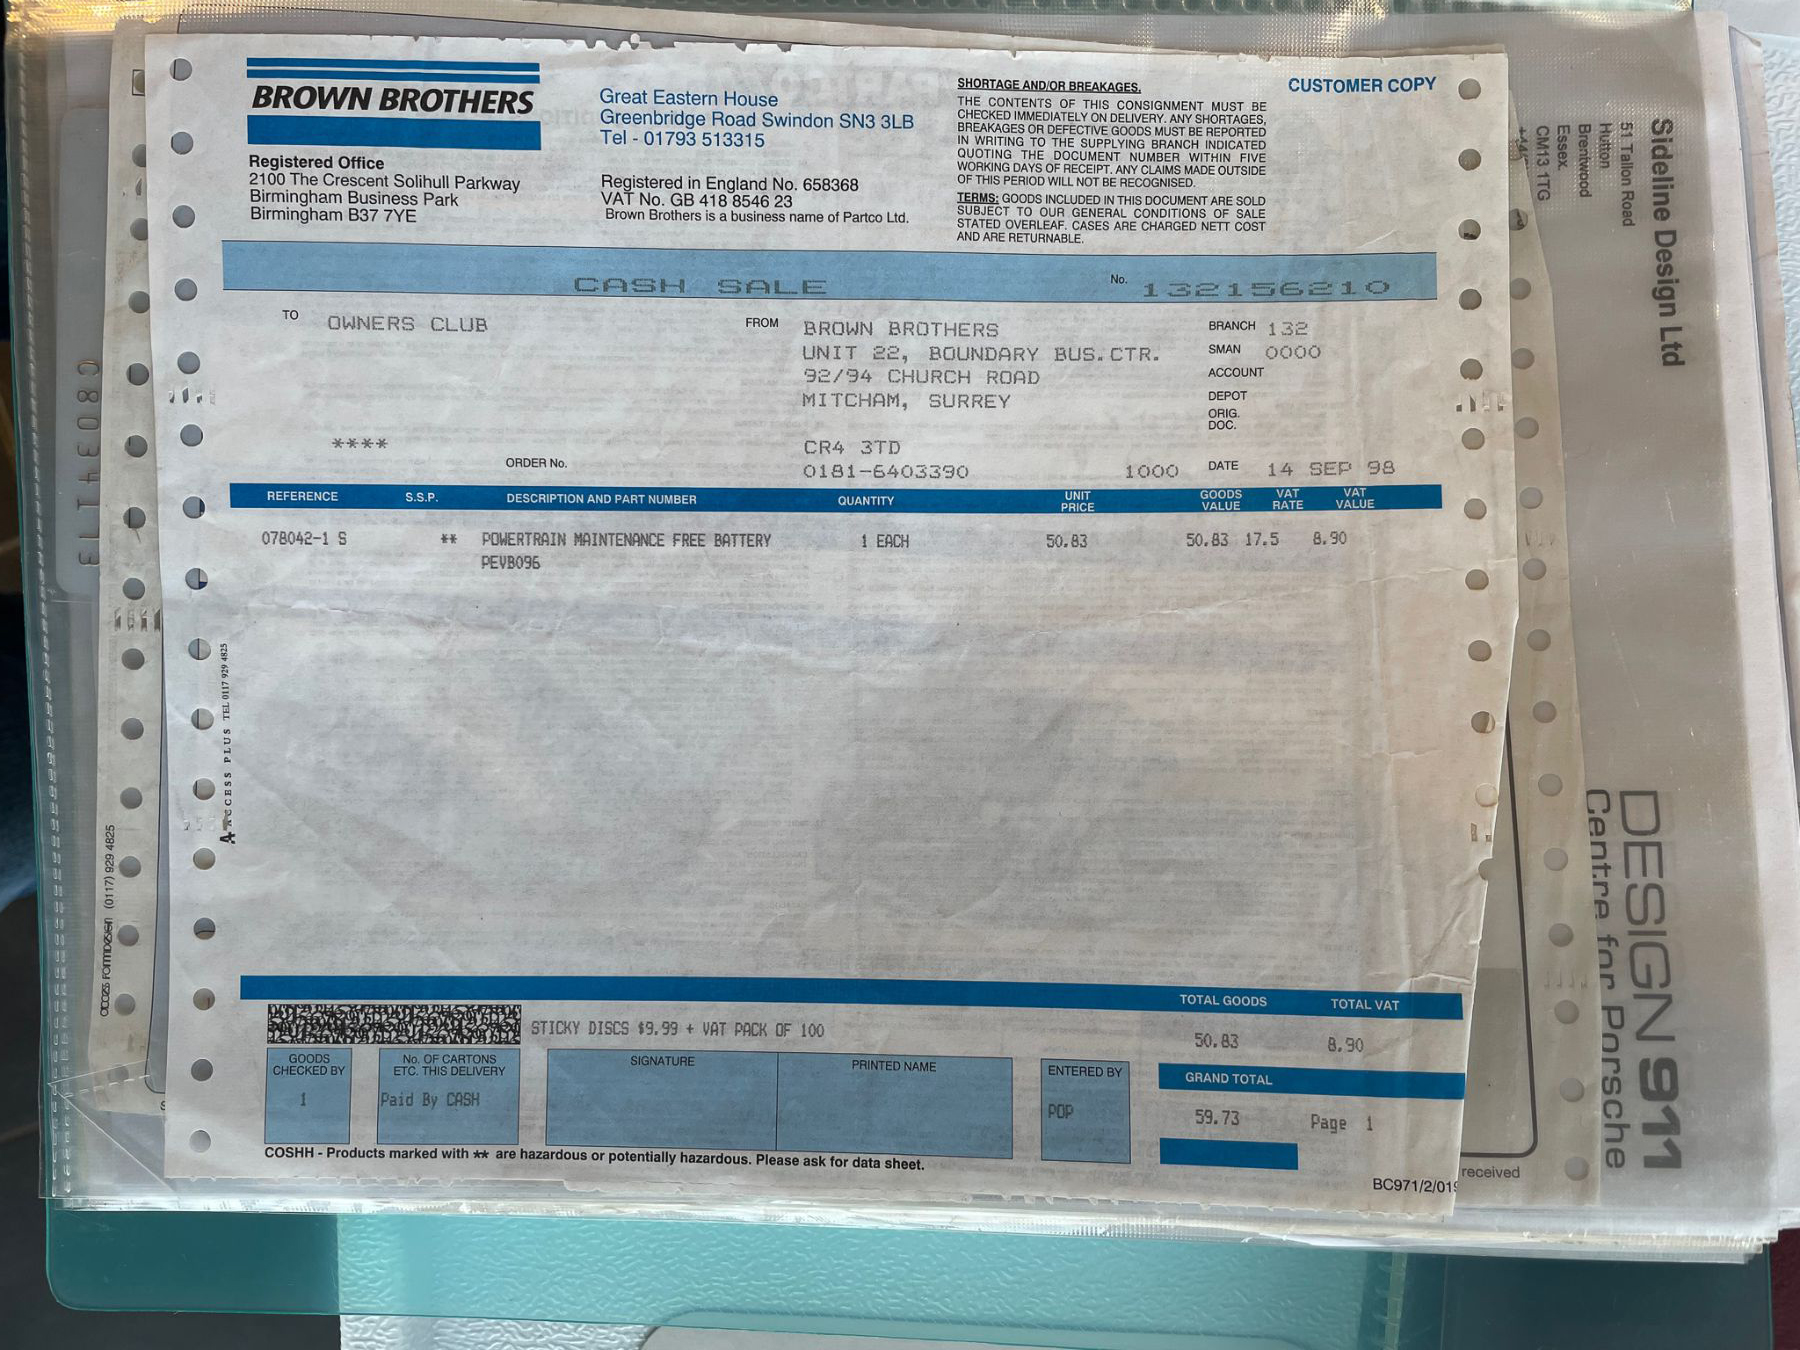 BROWN BROTHERS
Registered Office
2100 The Crescent Solihull Parkway
Birmingham Business Park
Birmingham B37 7YE
Great Eastern House
Greenbridge Road Swindon SN3 3LB
Tel - 01793 513315
Registered in England No. 658368
VAT No. GB 418 8546 23
Brown Brothers is a business name of Partco Ltd.
SHORTAGE AND/OR BREAKAGES.
THE CONTENTS OF THIS CONSIGNMENT MUST BE
CHECKED IMMEDIATELY ON DELIVERY. ANY SHORTAGES,
BREAKAGES OR DEFECTIVE GOODS MUST BE REPORTED
IN WRITING TO THE SUPPLYING BRANCH INDICATED
QUOTING THE DOCUMENT NUMBER WITHIN FIVE
WORKING DAYS OF RECEIPT. ANY CLAIMS MADE OUTSIDE
OF THIS PERIOD WILL NOT BE RECOGNISED.
TERMS: GOODS INCLUDED IN THIS DOCUMENT ARE SOLD
SUBJECT TO OUR GENERAL CONDITIONS OF SALE
STATED OVERLEAF. CASES ARE CHARGED NETT COST
AND ARE RETURNABLE.
CUSTOMER COPY
CASH SALE No. 132156210
TO OWNERS CLUB
****
ORDER No.
FROM BROWN BROTHERS
UNIT 22, BOUNDARY BUS.CTR.
92/94 CHURCH ROAD
MITCHAM, SURREY
CR4 3TD
0181-6403390 1000
BRANCH 132
SMAN 0000
ACCOUNT
DEPOT
ORIG.
DOC.
DATE 14 SEP 98
REFERENCE S.S.P. DESCRIPTION AND PART NUMBER QUANTITY UNIT PRICE GOODS VALUE VAT RATE VAT VALUE
078042-1 S ** POWERTRAIN MAINTENANCE FREE BATTERY 1 EACH 50.83 50.83 17.5 8.90
PEVB096
ACCESS PLUS TEL 0117 929 4825
TOTAL GOODS TOTAL VAT
STICKY DISCS $9.99 + VAT PACK OF 100
50.83 8.90
GOODS CHECKED BY
1
No. OF CARTONS
ETC. THIS DELIVERY
Paid By CASH
SIGNATURE PRINTED NAME
ENTERED BY
POP
GRAND TOTAL
59.73 Page 1
COSHH - Products marked with ** are hazardous or potentially hazardous. Please ask for data sheet.
BC971/2/019
received
C8034113
(0117) 929 4825
Sideline Design Ltd
51 Tallon Road
Hutton
Brentwood
Essex.
CM13 1TG
DESIGN 911
Centre for Porsche